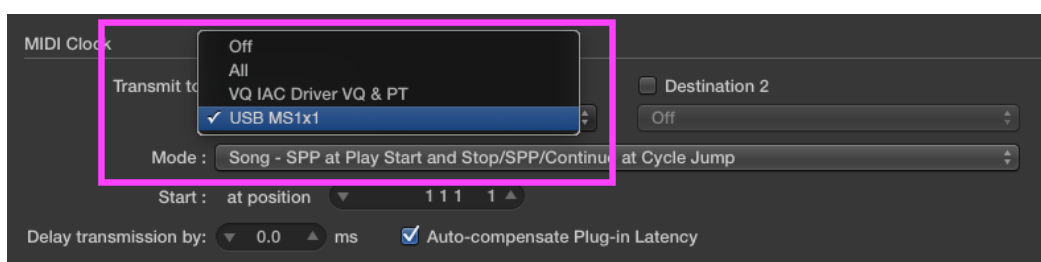 MIDI Clock
Off
All
Transmit to
Destination 2
VQ IAC Driver VQ & PT
✓ USB MS1x1
Off
Mode : Song - SPP at Play Start and Stop/SPP/Continue at Cycle Jump
Start : at position 1 1 1 1
Delay transmission by: 0.0 ms Auto-compensate Plug-in Latency